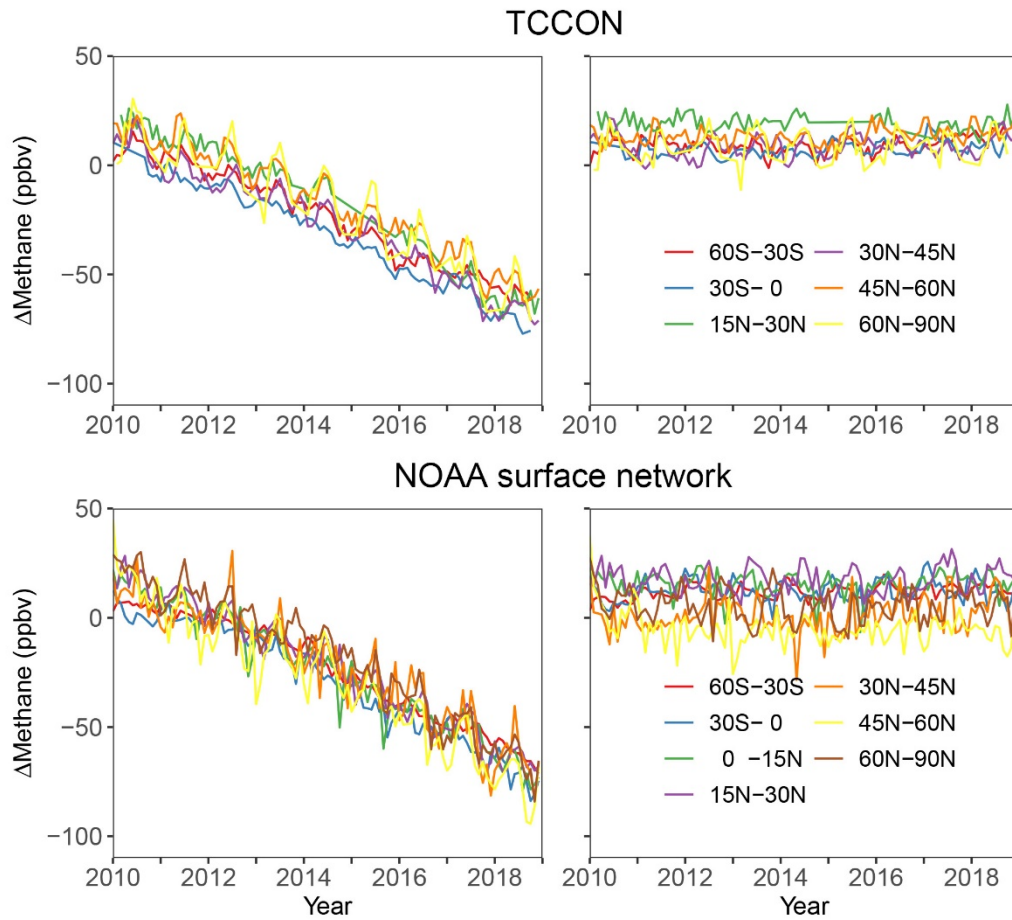 TCCON
ΔMethane (ppbv)
50
0
−50
−100
2010 2012 2014 2016 2018
60S−30S 30N−45N
30S− 0 45N−60N
15N−30N 60N−90N
2010 2012 2014 2016 2018
NOAA surface network
ΔMethane (ppbv)
50
0
−50
−100
2010 2012 2014 2016 2018
Year
60S−30S 30N−45N
30S− 0 45N−60N
0 −15N 60N−90N
15N−30N
2010 2012 2014 2016 2018
Year